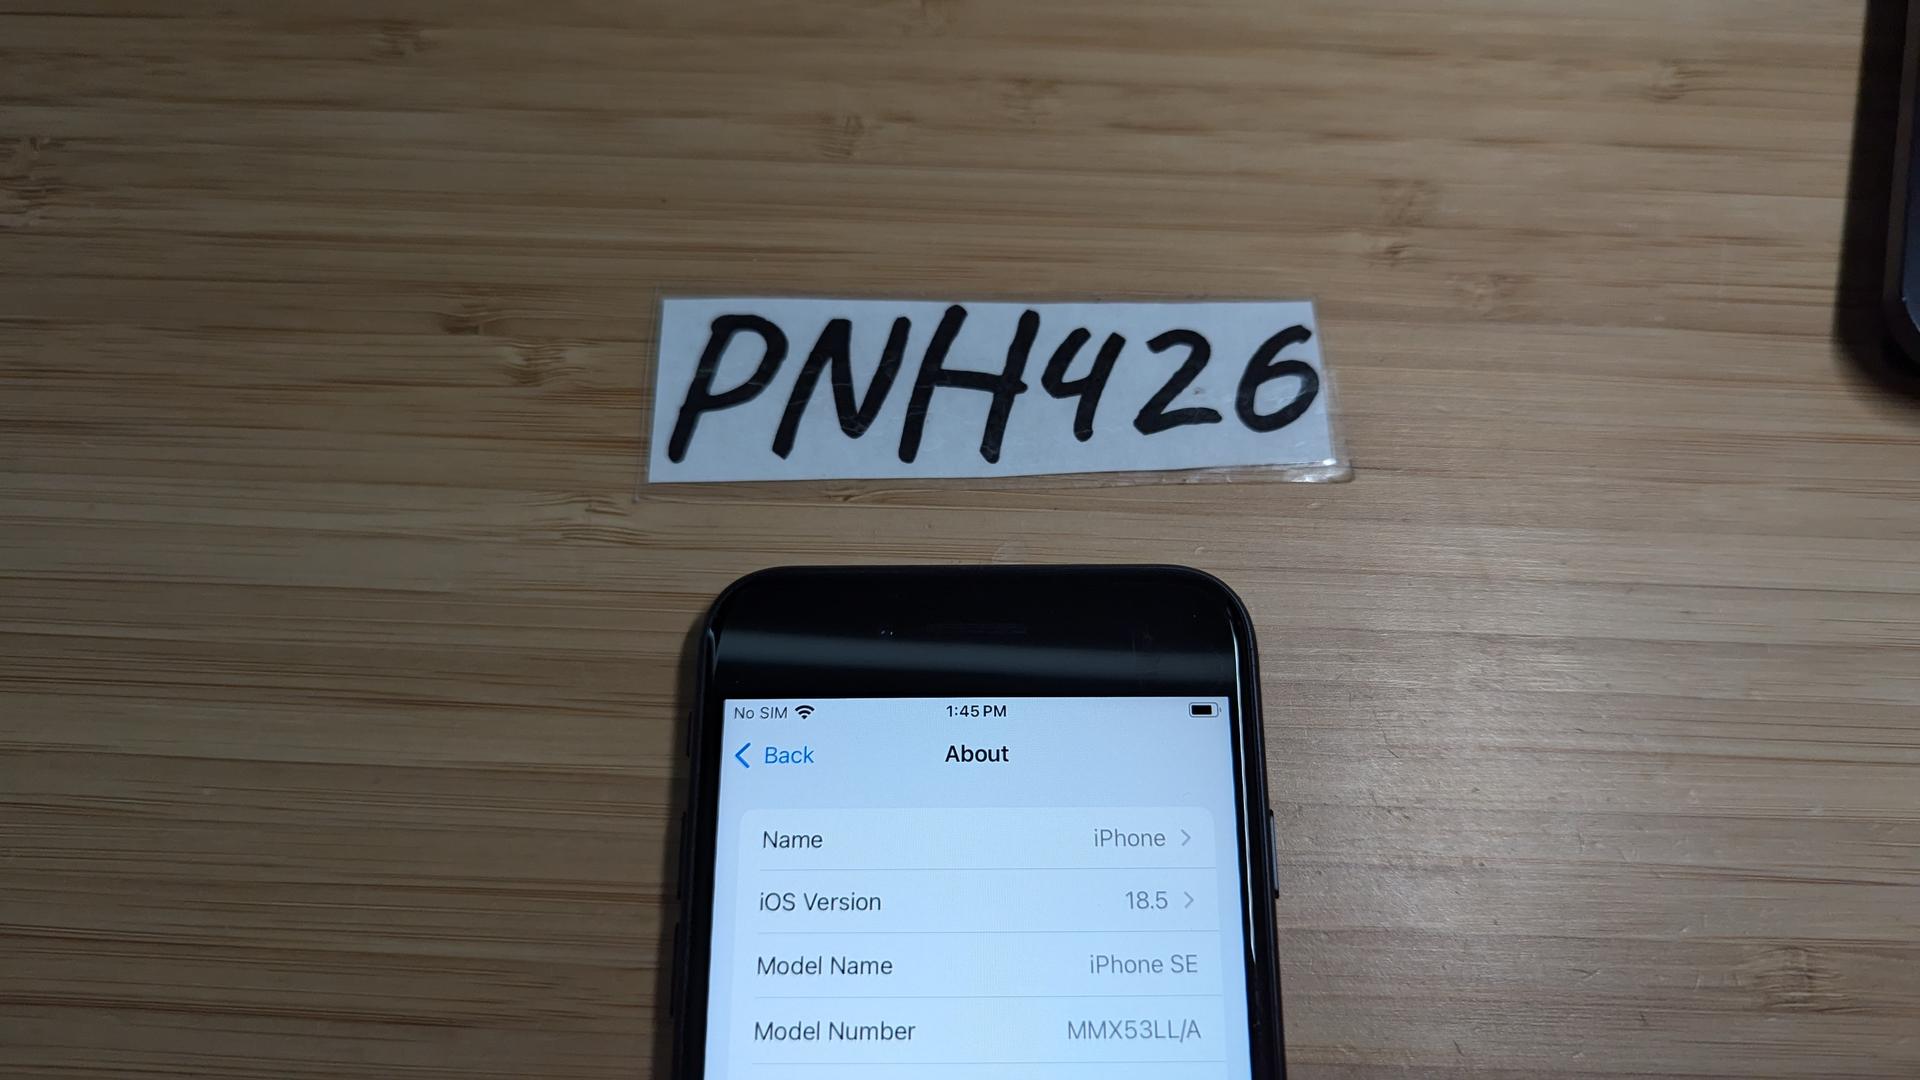 PNH426
No SIM 1:45 PM
Back About
Name iPhone
iOS Version 18.5
Model Name iPhone SE
Model Number MMX53LL/A